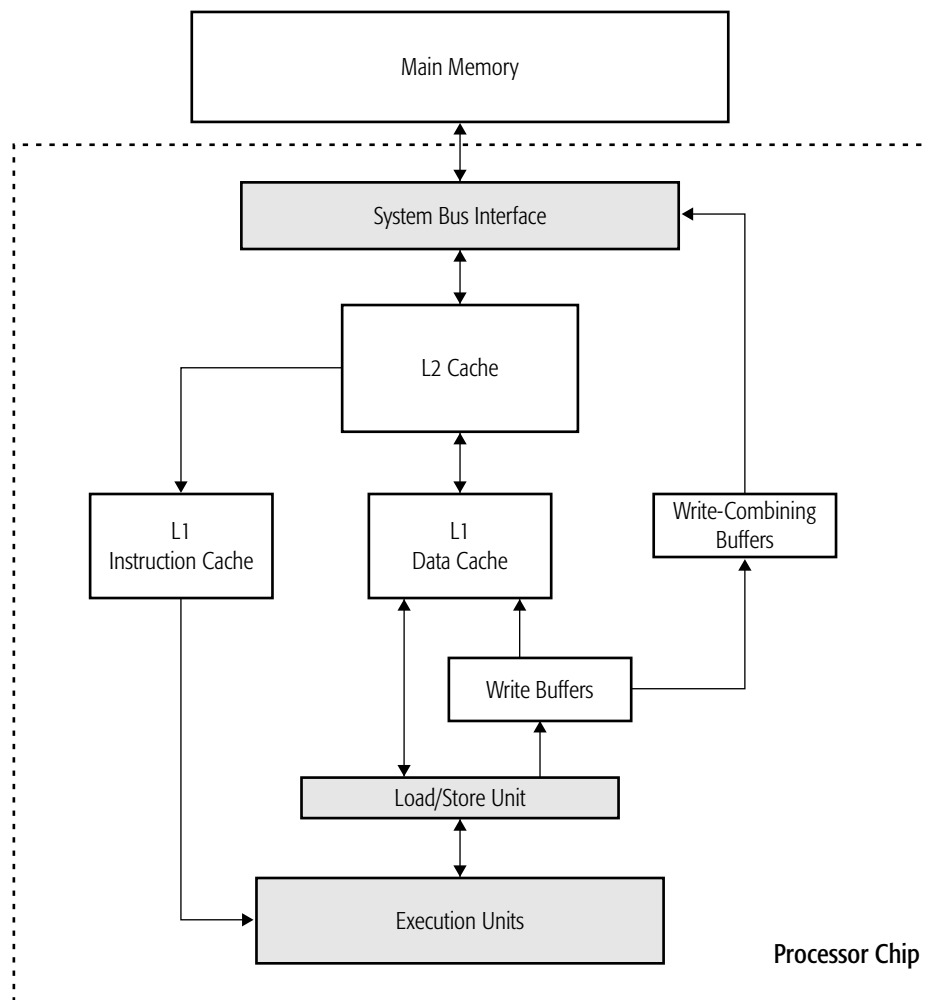 Main Memory
System Bus Interface
L2 Cache
L1
Instruction Cache
L1
Data Cache
Write-Combining
Buffers
Write Buffers
Load/Store Unit
Execution Units
Processor Chip